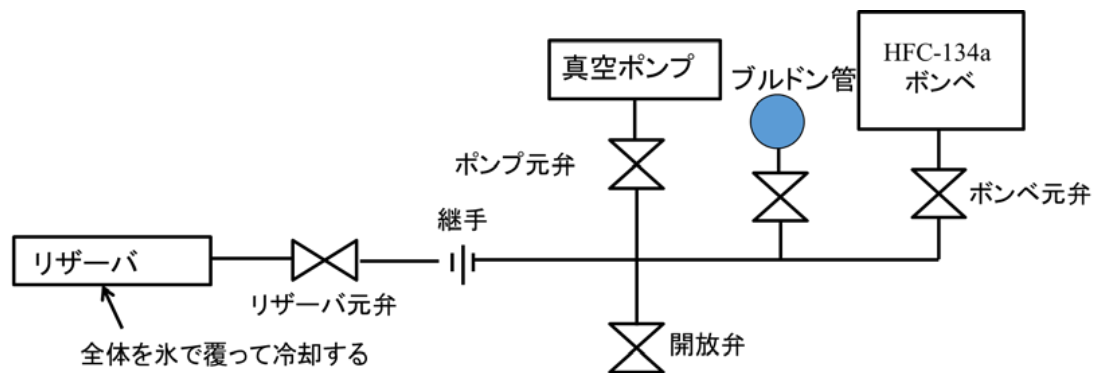 真空ポンプ
ブルドン管
HFC-134a
ボンベ
ポンプ元弁
ボンベ元弁
継手
リザーバ
リザーバ元弁
開放弁
全体を氷で覆って冷却する